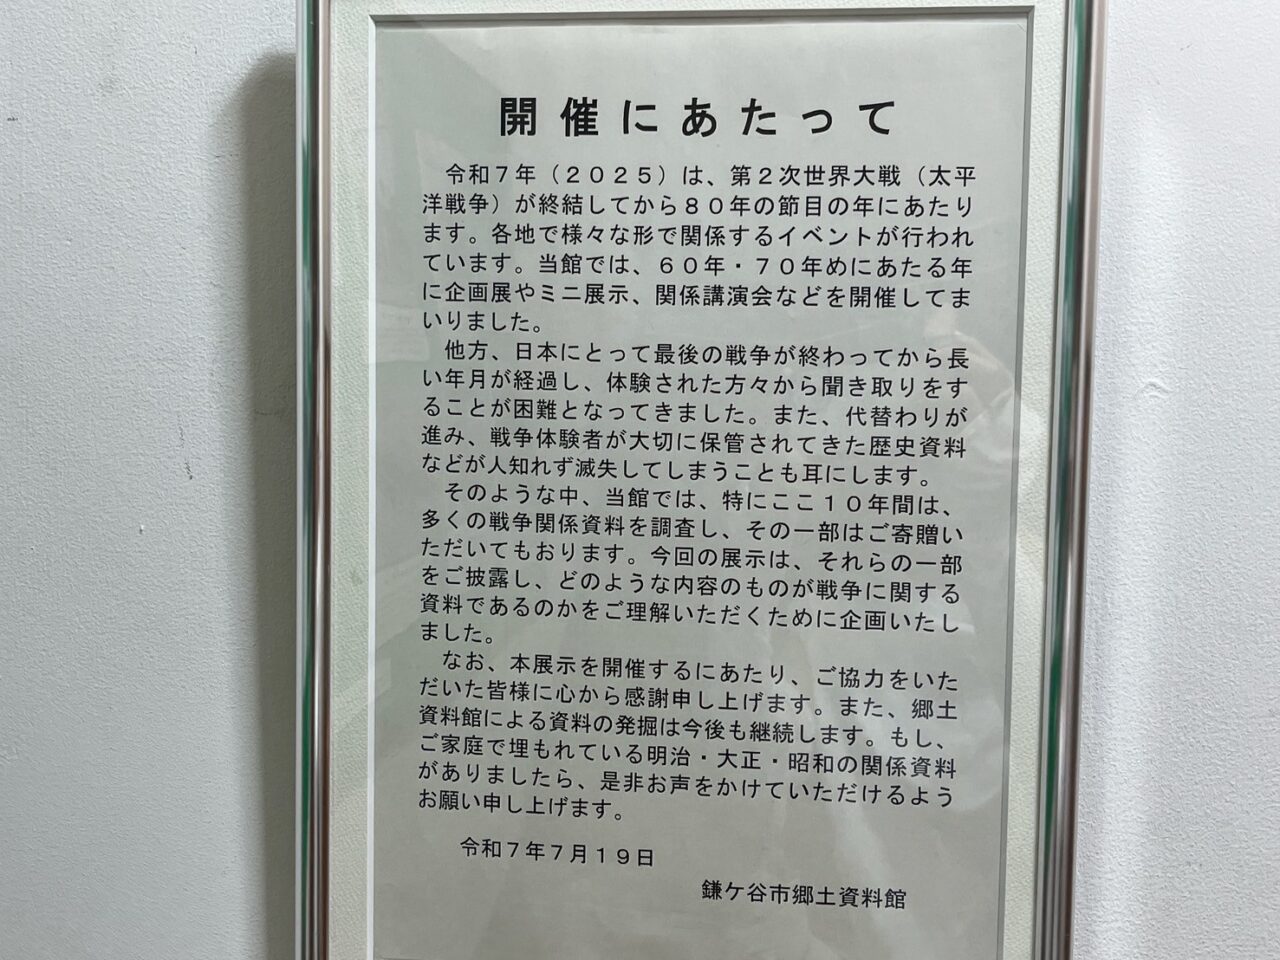 開催にあたって
令和７年（２０２５）は、第２次世界大戦（太平
洋戦争）が終結してから８０年の節目の年にあたり
ます。各地で様々な形で関係するイベントが行われ
ています。当館では、６０年・７０年めにあたる年
に企画展やミニ展示、関係講演会などを開催してま
いりました。
他方、日本にとって最後の戦争が終わってから長
い年月が経過し、体験された方々から聞き取りをす
ることが困難となってきました。また、代替わりが
進み、戦争体験者が大切に保管されてきた歴史資料
などが人知れず滅失してしまうことも耳にします。
そのような中、当館では、特にここ１０年間は、
多くの戦争関係資料を調査し、その一部はご寄贈い
ただいてもおります。今回の展示は、それらの一部
をご披露し、どのような内容のものが戦争に関する
資料であるのかをご理解いただくために企画いたし
ました。
なお、本展示を開催するにあたり、ご協力をいた
だいた皆様に心から感謝申し上げます。また、郷土
資料館による資料の発掘は今後も継続します。もし、
ご家庭で埋もれている明治・大正・昭和の関係資料
がありましたら、是非お声をかけていただけるよう
お願い申し上げます。
令和７年７月１９日
鎌ケ谷市郷土資料館